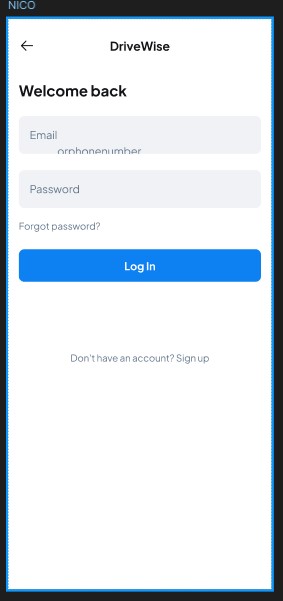 NICO
DriveWise
Welcome back
Email
orphonenumber
Password
Forgot password?
Log In
Don't have an account? Sign up